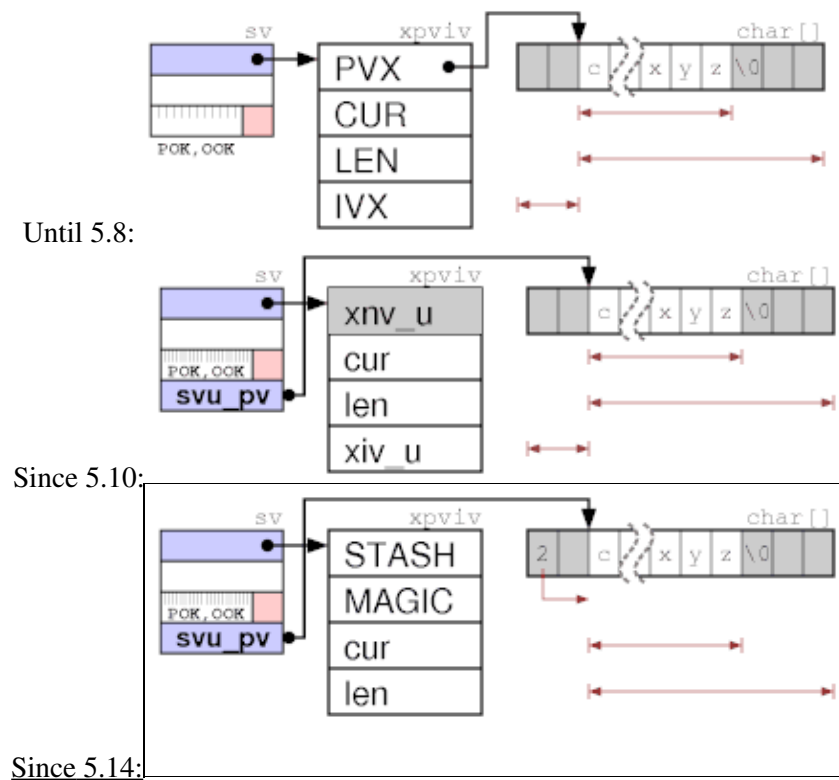 sv xpviv char[]
PVX c x y z \0
CUR
LEN
POK,OOK
IVX
Until 5.8:
sv xpviv char[]
xnv_u c x y z \0
cur
POK,OOK
svu_pv len
xiv_u
Since 5.10:
sv xpviv char[]
STASH 2 c x y z \0
MAGIC
POK,OOK
svu_pv cur
len
Since 5.14: